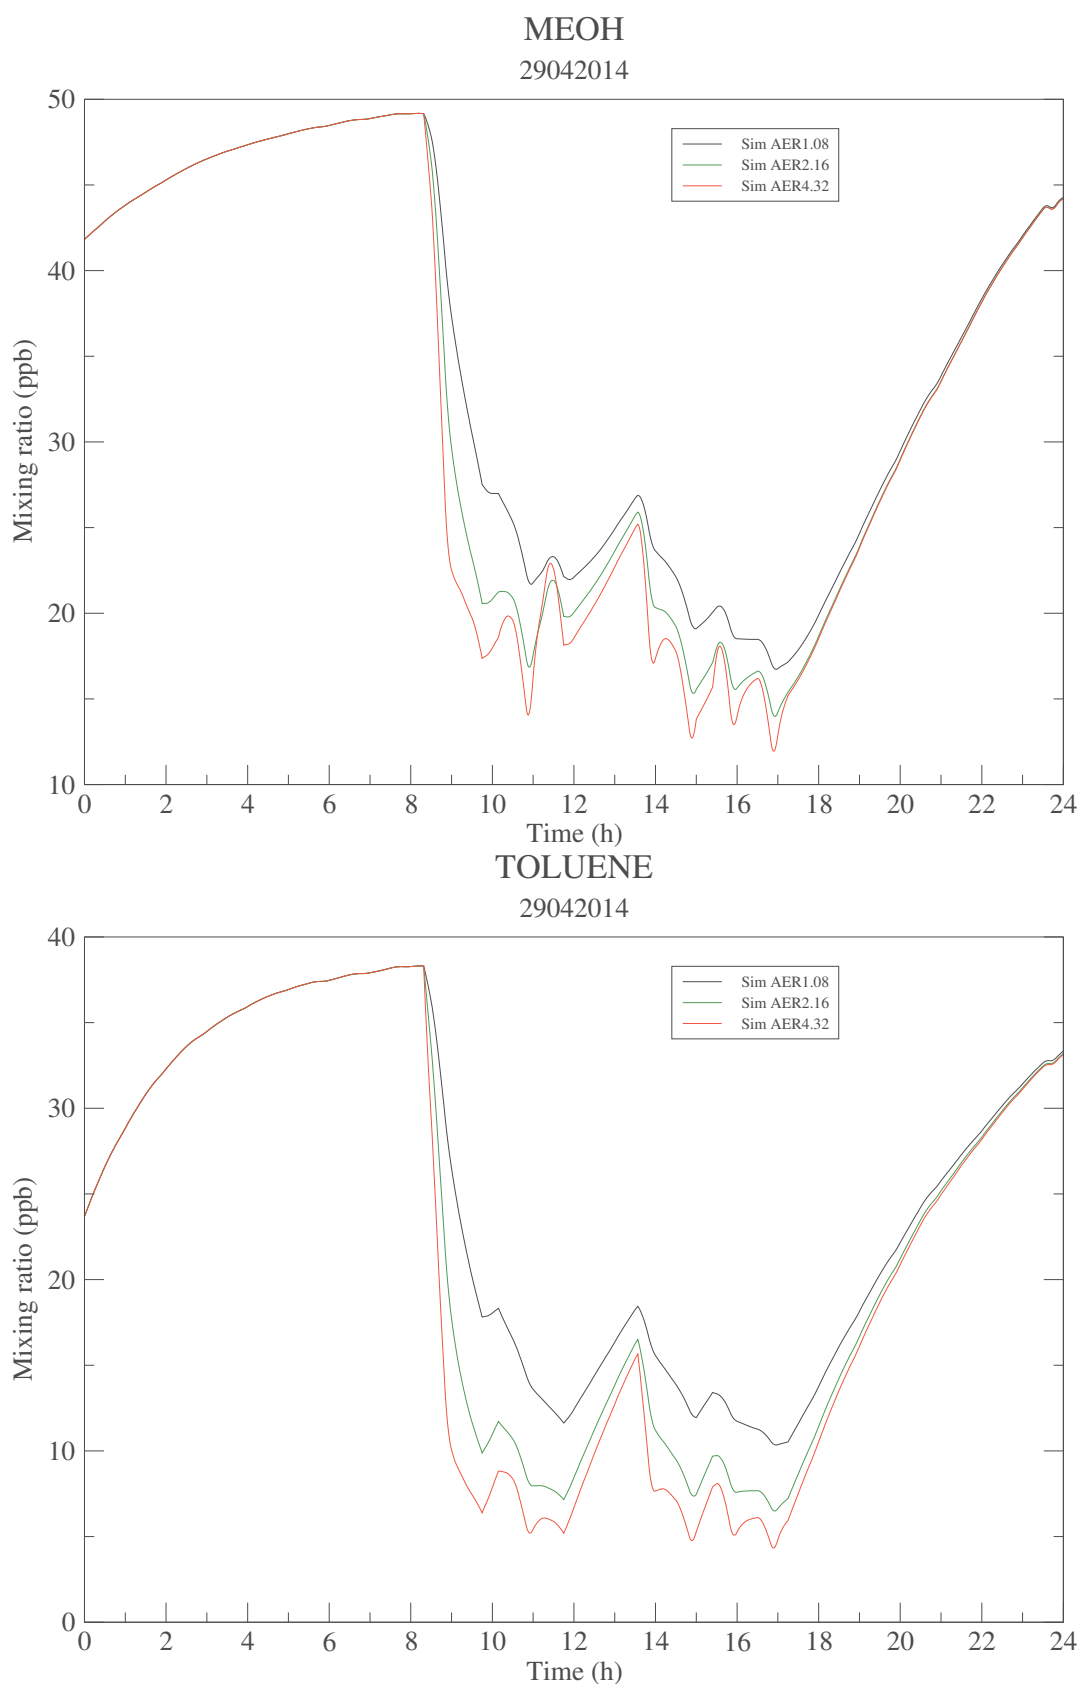 MEOH
29042014
50
40
30
20
10
Mixing ratio (ppb)
Sim AER1.08
Sim AER2.16
Sim AER4.32
0 2 4 6 8 10 12 14 16 18 20 22 24
Time (h)
TOLUENE
29042014
40
30
20
10
0
Mixing ratio (ppb)
Sim AER1.08
Sim AER2.16
Sim AER4.32
0 2 4 6 8 10 12 14 16 18 20 22 24
Time (h)